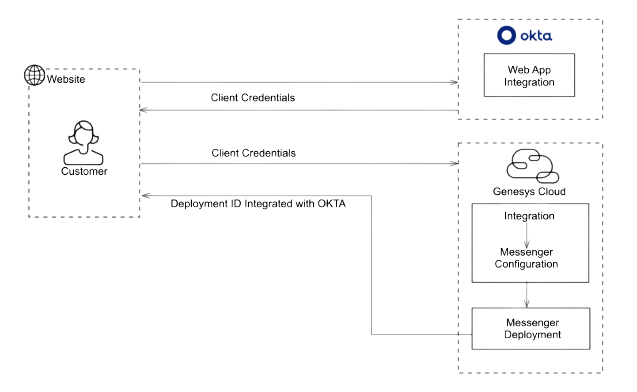 okta
Website
Web App
Integration
Client Credentials
Client Credentials
Customer
Genesys Cloud
Deployment ID Integrated with OKTA
Integration
Messenger
Configuration
Messenger
Deployment